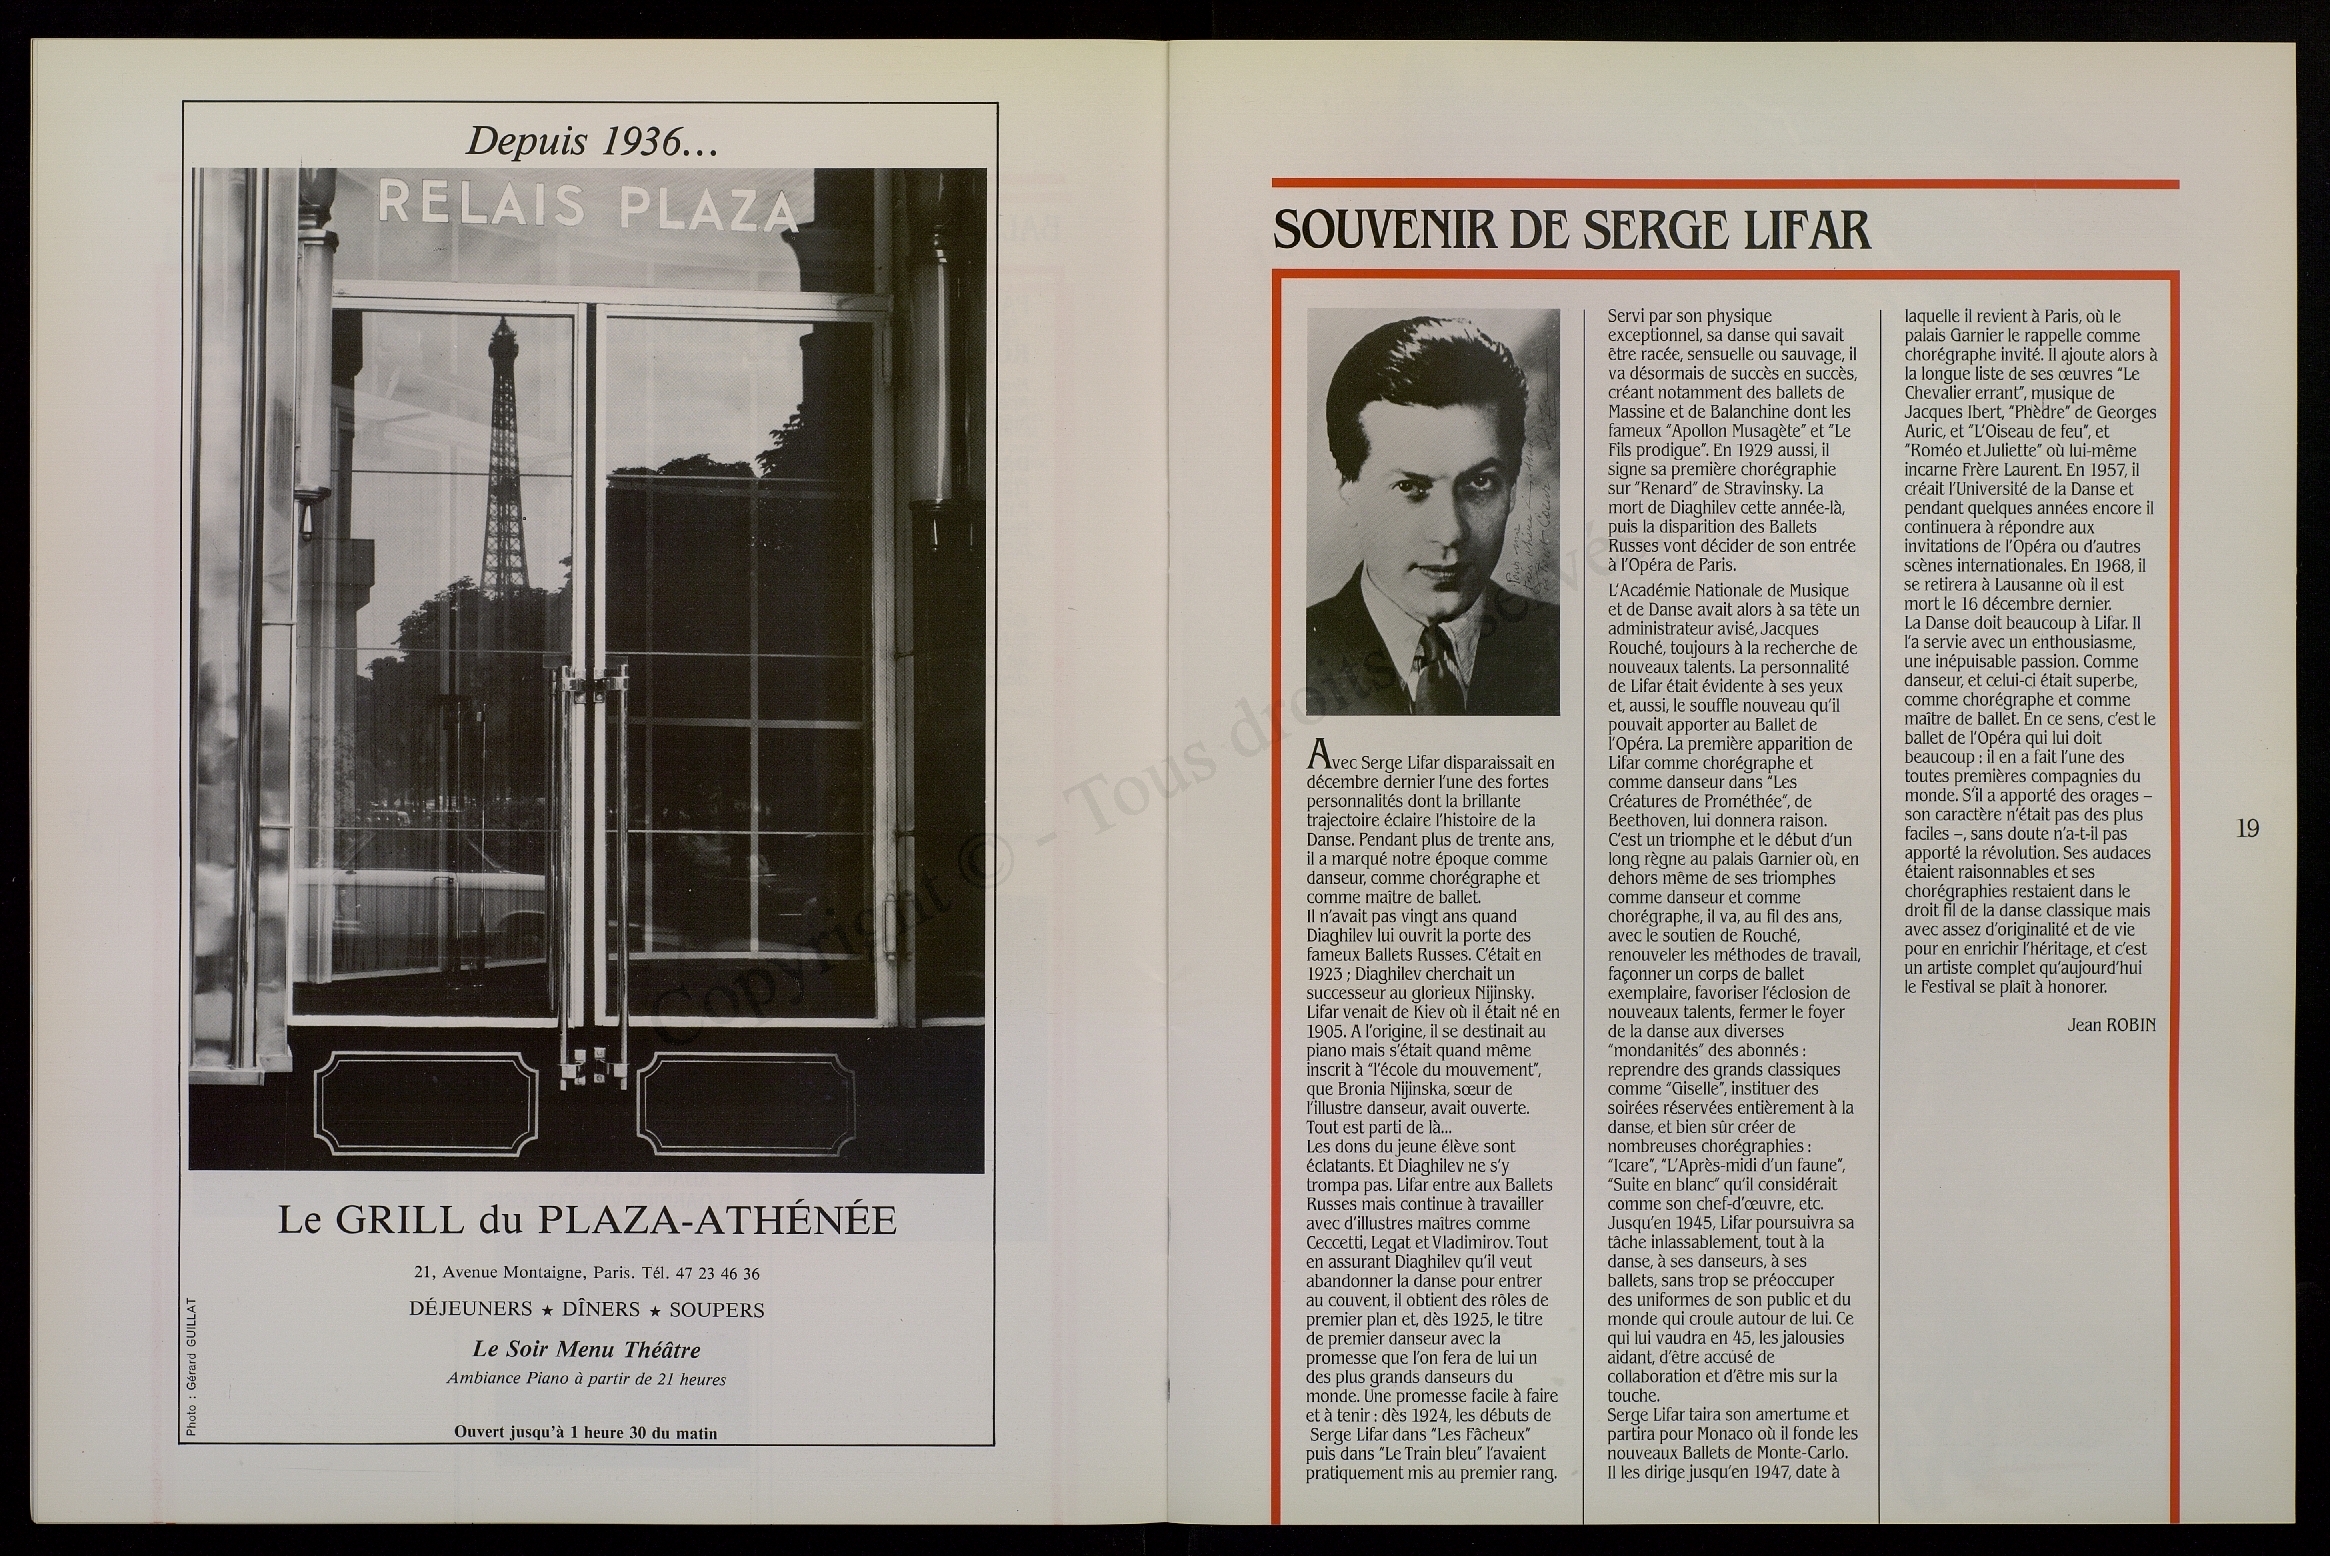 Depuis 1936...
RELAIS PLAZA
Le GRILL du PLAZA-ATHÉNÉE
21, Avenue Montaigne, Paris. Tél. 47 23 46 36
DÉJEUNERS ★ DÎNERS ★ SOUPERS
Le Soir Menu Théâtre
Ambiance Piano à partir de 21 heures
Ouvert jusqu'à 1 heure 30 du matin
Photo : Gérard GUILLAT
Copyright © - Tous droits réservés
SOUVENIR DE SERGE LIFAR
Avec Serge Lifar disparaissait en
décembre dernier l'une des fortes
personnalités dont la brillante
trajectoire éclaire l'histoire de la
Danse. Pendant plus de trente ans,
il a marqué notre époque comme
danseur, comme chorégraphe et
comme maître de ballet.
Il n'avait pas vingt ans quand
Diaghilev lui ouvrit la porte des
fameux Ballets Russes. C'était en
1923 ; Diaghilev cherchait un
successeur au glorieux Nijinsky.
Lifar venait de Kiev où il était né en
1905. A l'origine, il se destinait au
piano mais s'était quand même
inscrit à "l'école du mouvement",
que Bronia Nijinska, sœur de
l'illustre danseur, avait ouverte.
Tout est parti de là...
Les dons du jeune élève sont
éclatants. Et Diaghilev ne s'y
trompa pas. Lifar entre aux Ballets
Russes mais continue à travailler
avec d'illustres maîtres comme
Ceccetti, Legat et Vladimirov. Tout
en assurant Diaghilev qu'il veut
abandonner la danse pour entrer
au couvent, il obtient des rôles de
premier plan et, dès 1925, le titre
de premier danseur avec la
promesse que l'on fera de lui un
des plus grands danseurs du
monde. Une promesse facile à faire
et à tenir : dès 1924, les débuts de
Serge Lifar dans "Les Fâcheux"
puis dans "Le Train bleu" l'avaient
pratiquement mis au premier rang.
Servi par son physique
exceptionnel, sa danse qui savait
être racée, sensuelle ou sauvage, il
va désormais de succès en succès,
créant notamment des ballets de
Massine et de Balanchine dont les
fameux "Apollon Musagète" et "Le
Fils prodigue". En 1929 aussi, il
signe sa première chorégraphie
sur "Renard" de Stravinsky. La
mort de Diaghilev cette année-là,
puis la disparition des Ballets
Russes vont décider de son entrée
à l'Opéra de Paris.
L'Académie Nationale de Musique
et de Danse avait alors à sa tête un
administrateur avisé, Jacques
Rouché, toujours à la recherche de
nouveaux talents. La personnalité
de Lifar était évidente à ses yeux
et, aussi, le souffle nouveau qu'il
pouvait apporter au Ballet de
l'Opéra. La première apparition de
Lifar comme chorégraphe et
comme danseur dans "Les
Créatures de Prométhée", de
Beethoven, lui donnera raison.
C'est un triomphe et le début d'un
long règne au palais Garnier où, en
dehors même de ses triomphes
comme danseur et comme
chorégraphe, il va, au fil des ans,
avec le soutien de Rouché,
renouveler les méthodes de travail,
façonner un corps de ballet
exemplaire, favoriser l'éclosion de
nouveaux talents, fermer le foyer
de la danse aux diverses
"mondanités" des abonnés :
reprendre des grands classiques
comme "Giselle", instituer des
soirées réservées entièrement à la
danse, et bien sûr créer de
nombreuses chorégraphies :
"Icare", "L'Après-midi d'un faune",
"Suite en blanc" qu'il considérait
comme son chef-d'œuvre, etc.
Jusqu'en 1945, Lifar poursuivra sa
tâche inlassablement, tout à la
danse, à ses danseurs, à ses
ballets, sans trop se préoccuper
des uniformes de son public et du
monde qui croule autour de lui. Ce
qui lui vaudra en 45, les jalousies
aidant, d'être accusé de
collaboration et d'être mis sur la
touche.
Serge Lifar taira son amertume et
partira pour Monaco où il fonde les
nouveaux Ballets de Monte-Carlo.
Il les dirige jusqu'en 1947, date à
laquelle il revient à Paris, où le
palais Garnier le rappelle comme
chorégraphe invité. Il ajoute alors à
la longue liste de ses œuvres "Le
Chevalier errant", musique de
Jacques Ibert, "Phèdre" de Georges
Auric, et "L'Oiseau de feu", et
"Roméo et Juliette" où lui-même
incarne Frère Laurent. En 1957, il
créait l'Université de la Danse et
pendant quelques années encore il
continuera à répondre aux
invitations de l'Opéra ou d'autres
scènes internationales. En 1968, il
se retirera à Lausanne où il est
mort le 16 décembre dernier.
La Danse doit beaucoup à Lifar. Il
l'a servie avec un enthousiasme,
une inépuisable passion. Comme
danseur, et celui-ci était superbe,
comme chorégraphe et comme
maître de ballet. En ce sens, c'est le
ballet de l'Opéra qui lui doit
beaucoup : il en a fait l'une des
toutes premières compagnies du
monde. S'il a apporté des orages –
son caractère n'était pas des plus
faciles –, sans doute n'a-t-il pas
apporté la révolution. Ses audaces
étaient raisonnables et ses
chorégraphies restaient dans le
droit fil de la danse classique mais
avec assez d'originalité et de vie
pour en enrichir l'héritage, et c'est
un artiste complet qu'aujourd'hui
le Festival se plaît à honorer.
Jean ROBIN
19